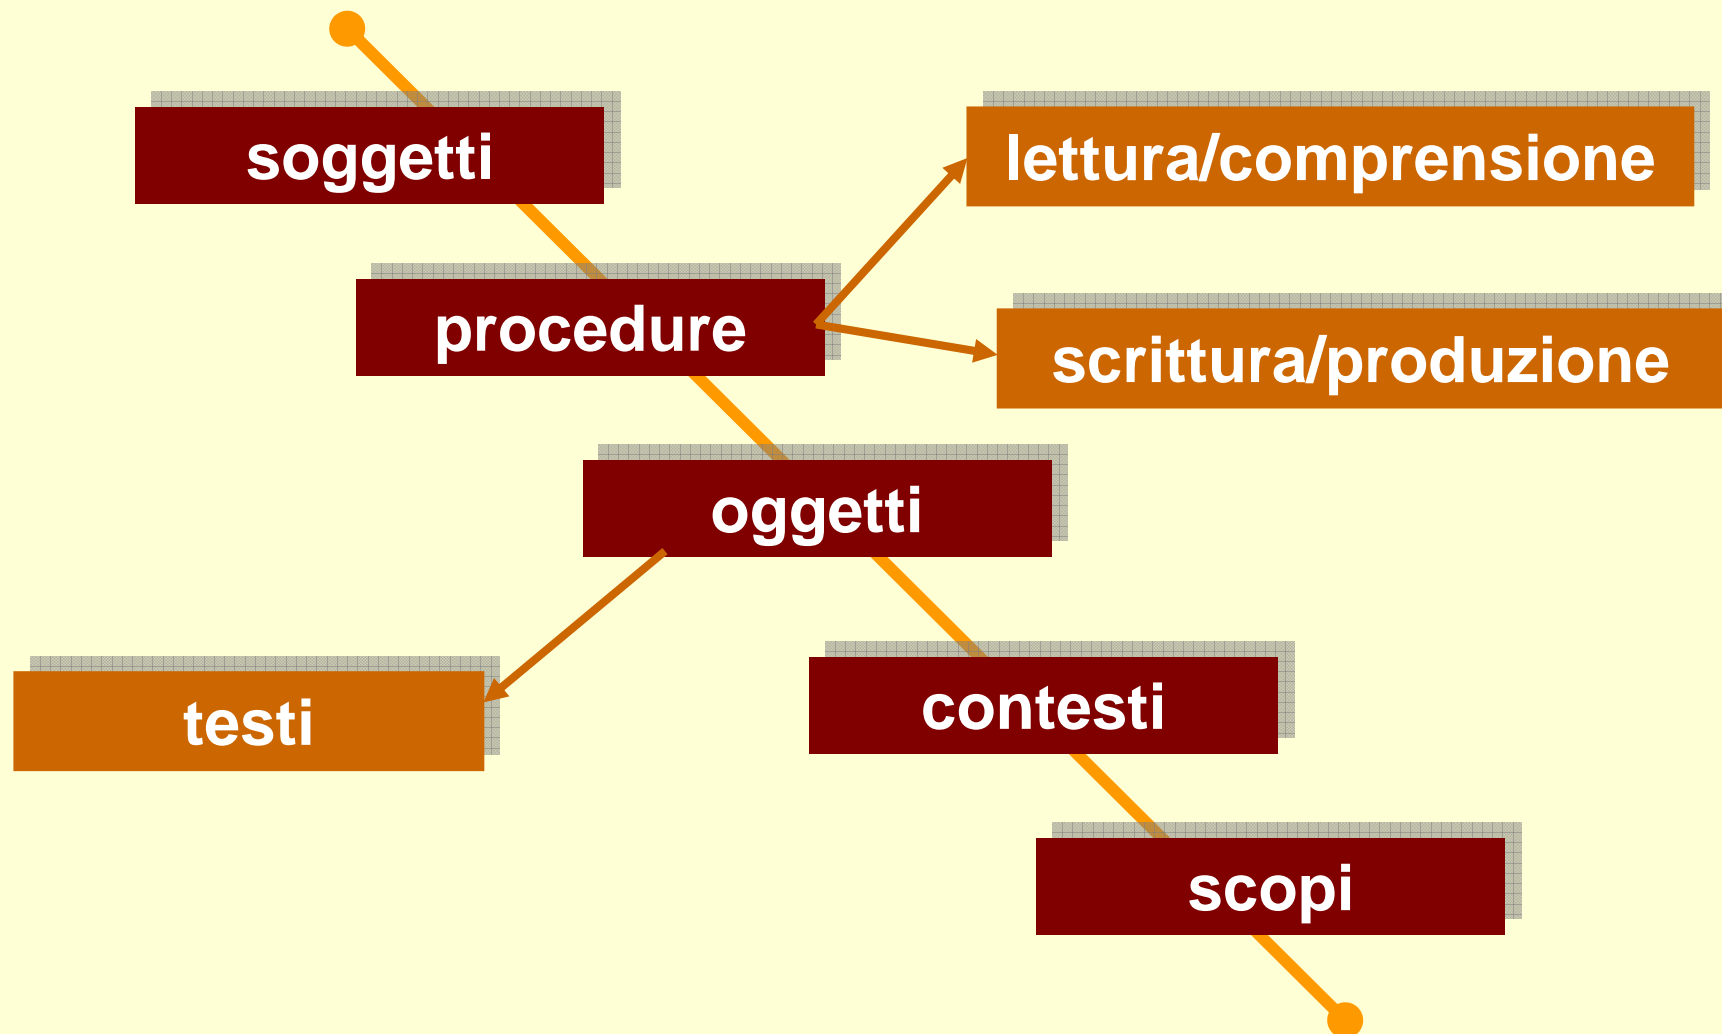 soggetti
lettura/comprensione
procedure
scrittura/produzione
oggetti
contesti
testi
scopi